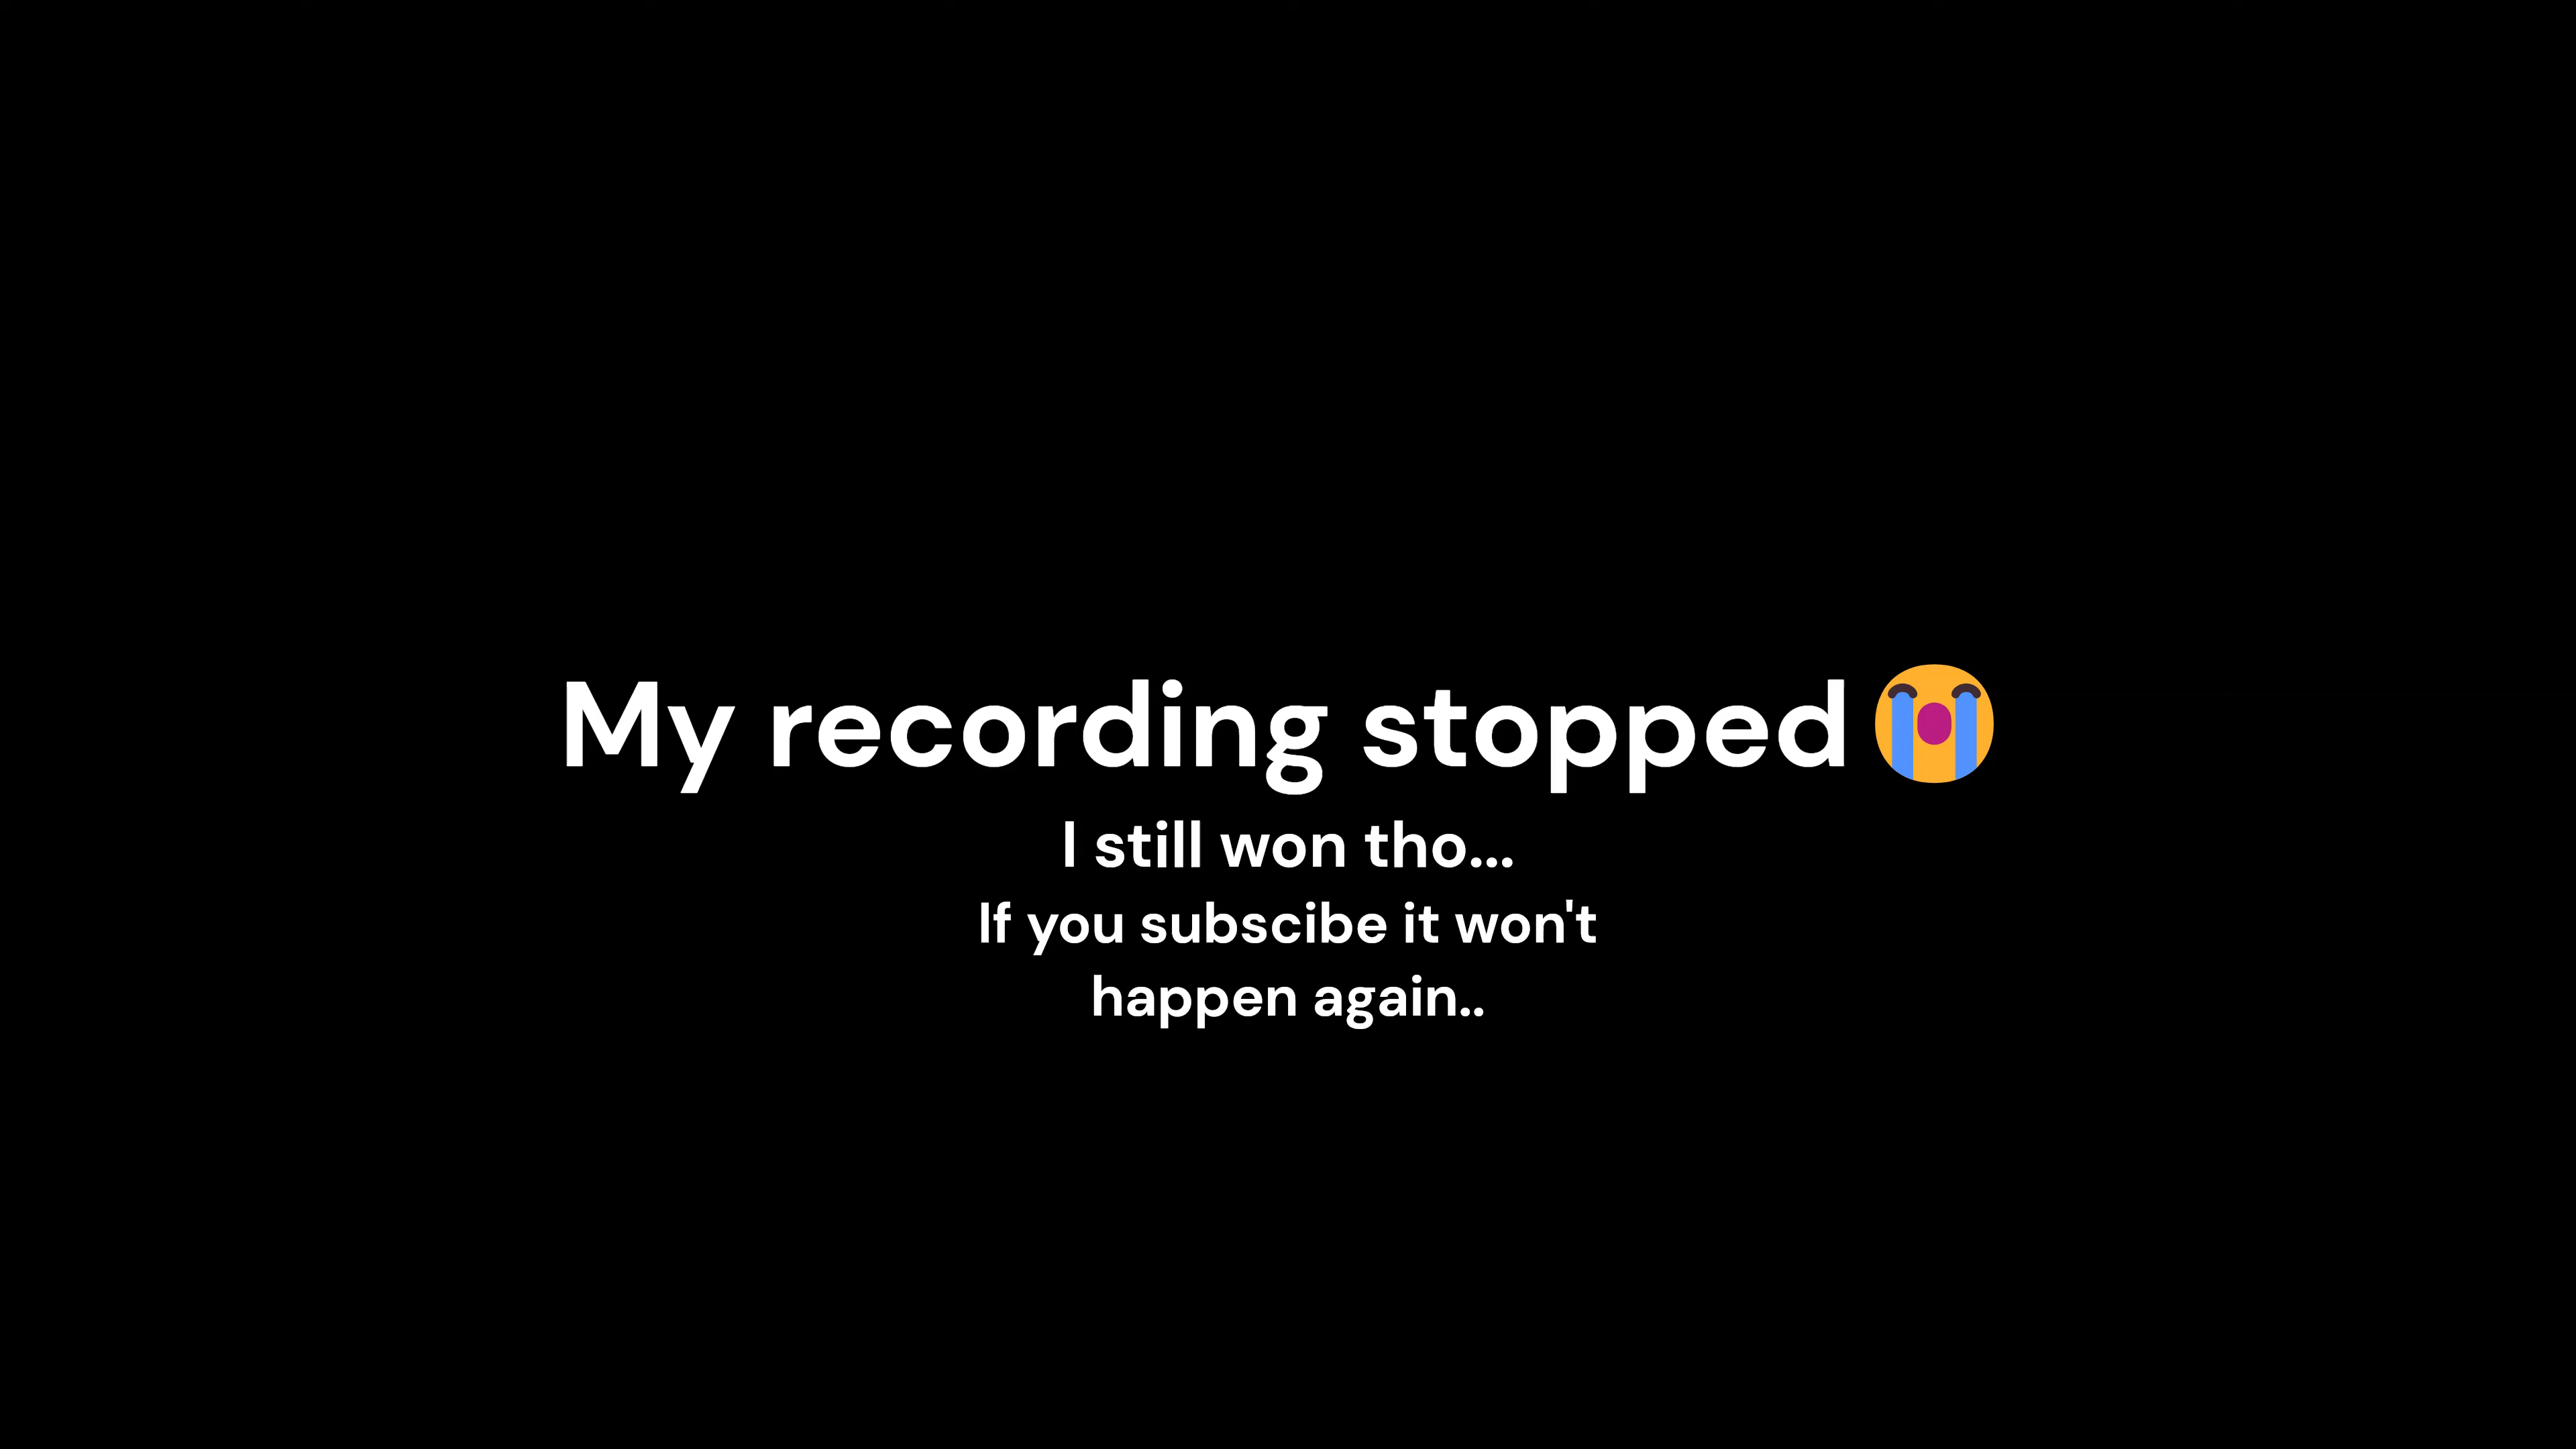 My recording stopped 😭
I still won tho...
If you subscibe it won't
happen again..